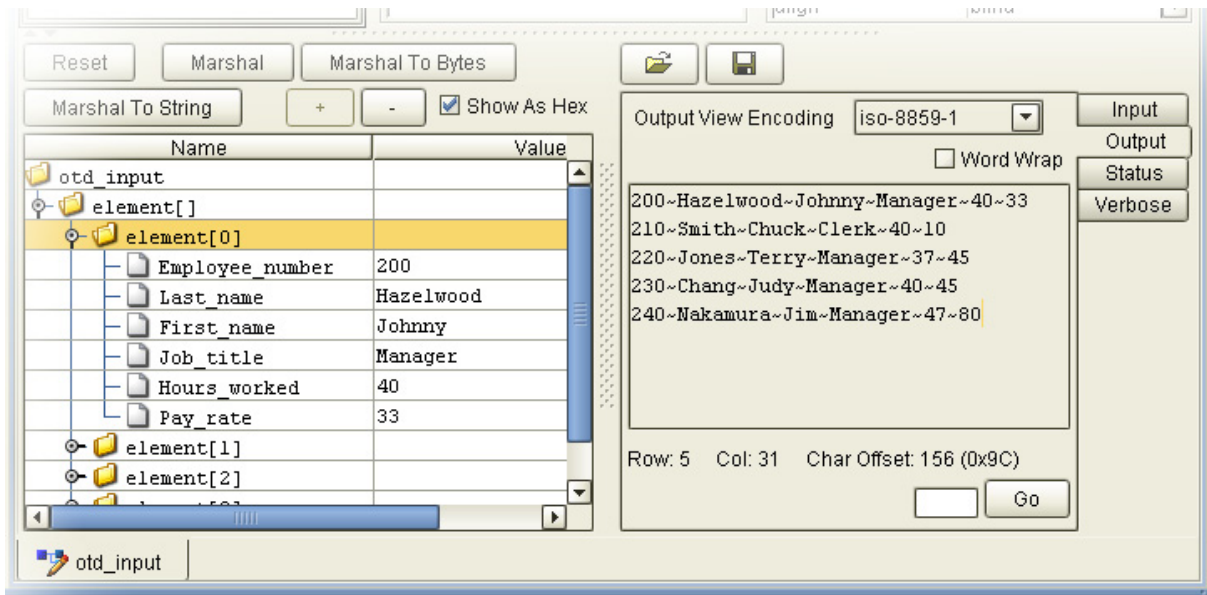 align blind
Reset Marshal Marshal To Bytes
Marshal To String + - Show As Hex
Name Value
otd_input
element[]
element[0]
Employee_number 200
Last_name Hazelwood
First_name Johnny
Job_title Manager
Hours_worked 40
Pay_rate 33
element[1]
element[2]
otd_input
Output View Encoding iso-8859-1
Word Wrap
200~Hazelwood~Johnny~Manager~40~33
210~Smith~Chuck~Clerk~40~10
220~Jones~Terry~Manager~37~45
230~Chang~Judy~Manager~40~45
240~Nakamura~Jim~Manager~47~80
Row: 5 Col: 31 Char Offset: 156 (0x9C)
Go
Input
Output
Status
Verbose